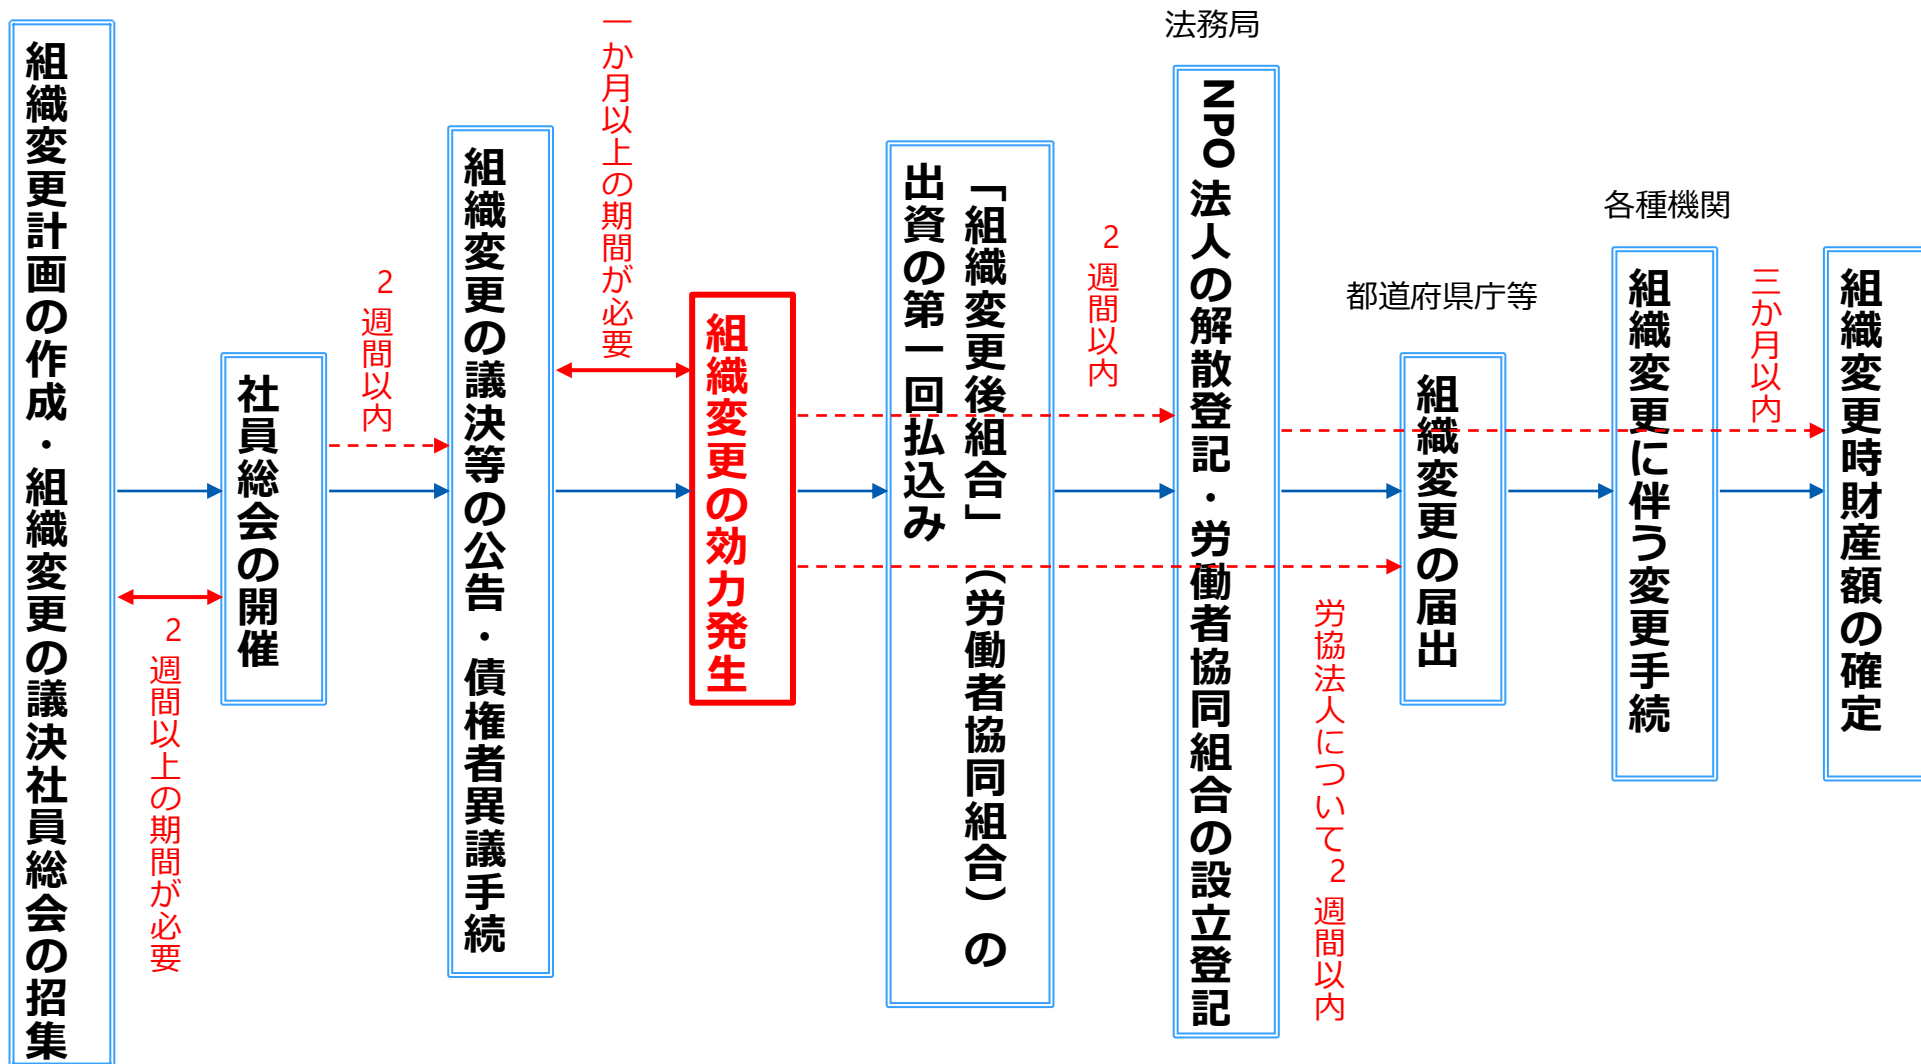 組織変更計画の作成・組織変更の議決社員総会の招集
２週間以上の期間が必要
社員総会の開催
２週間以内
組織変更の議決等の公告・債権者異議手続
一か月以上の期間が必要
組織変更の効力発生
「組織変更後組合」（労働者協同組合）の
出資の第一回払込み
２週間以内
法務局
NPO法人の解散登記・労働者協同組合の設立登記
労協法人について２週間以内
都道府県庁等
組織変更の届出
各種機関
組織変更に伴う変更手続
三か月以内
組織変更時財産額の確定